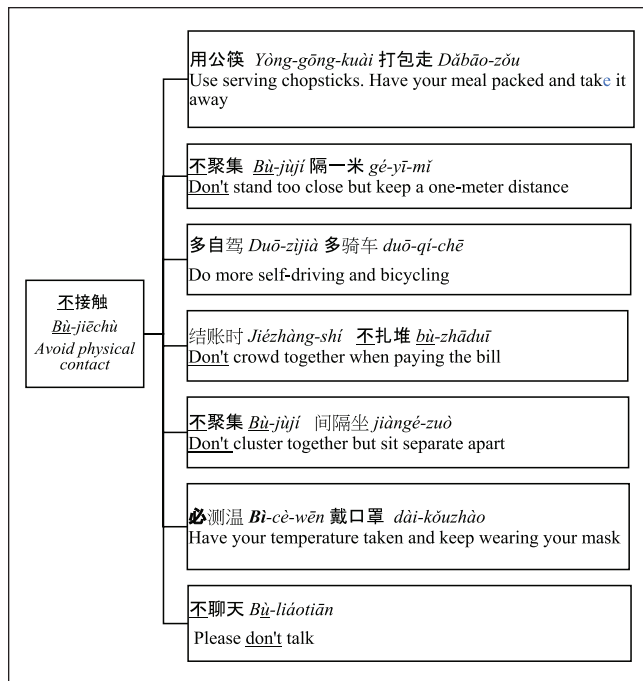 不接触
Bù-jiēchù
Avoid physical
contact
用公筷 Yòng-gōng-kuài 打包走 Dǎbāo-zǒu
Use serving chopsticks. Have your meal packed and take it
away
不聚集 Bù-jùjí 隔一米 gé-yī-mǐ
Don't stand too close but keep a one-meter distance
多自驾 Duō-zìjià 多骑车 duō-qí-chē
Do more self-driving and bicycling
结账时 Jiézhàng-shí 不扎堆 bù-zhāduī
Don't crowd together when paying the bill
不聚集 Bù-jùjí 间隔坐 jiàngé-zuò
Don't cluster together but sit separate apart
必测温 Bì-cè-wēn 戴口罩 dài-kǒuzhào
Have your temperature taken and keep wearing your mask
不聊天 Bù-liáotiān
Please don't talk